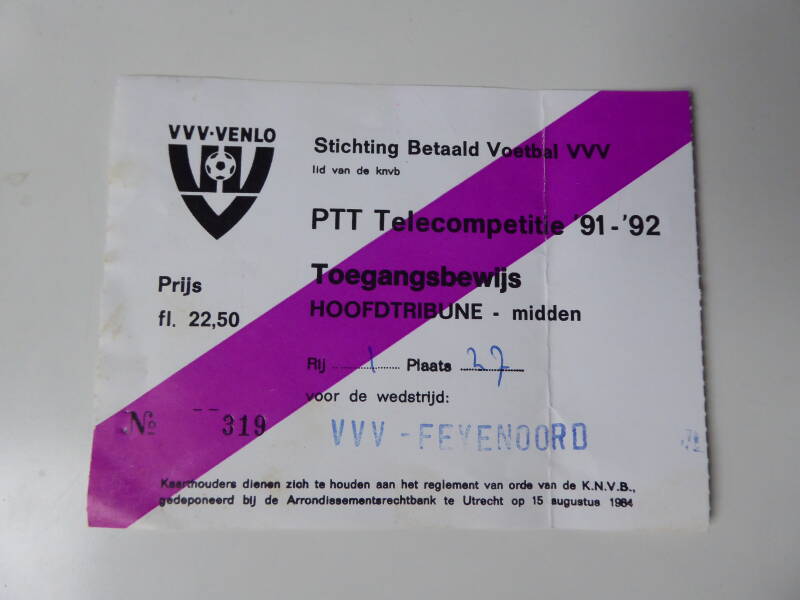 VVV-VENLO
Stichting Betaald Voetbal VVV
lid van de knvb
PTT Telecompetitie '91-'92
Toegangsbewijs
HOOFDTRIBUNE - midden
Prijs
fl. 22,50
Rij 1 Plaats 27
voor de wedstrijd:
No 319
VVV - FEYENOORD
Kaarthouders dienen zich te houden aan het reglement van orde van de K.N.V.B.,
gedeponeerd bij de Arrondissementsrechtbank te Utrecht op 15 augustus 1984